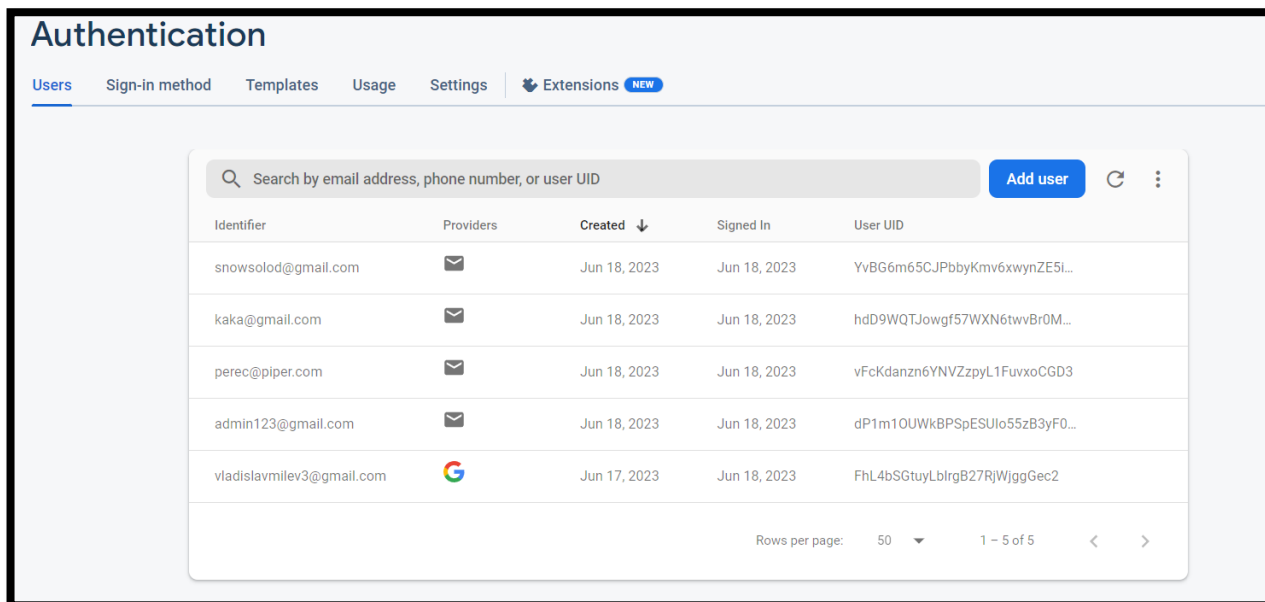 Authentication
Users Sign-in method Templates Usage Settings Extensions NEW
Search by email address, phone number, or user UID Add user
Identifier Providers Created Signed In User UID
snowsolod@gmail.com Jun 18, 2023 Jun 18, 2023 YvBG6m65CJPbbyKmv6xwynZE5i...
kaka@gmail.com Jun 18, 2023 Jun 18, 2023 hdD9WQTJowgf57WXN6twvBr0M...
perec@piper.com Jun 18, 2023 Jun 18, 2023 vFcKdanzn6YNVZzpyL1FuvxoCGD3
admin123@gmail.com Jun 18, 2023 Jun 18, 2023 dP1m1OUWkBPSpESUIo55zB3yF0...
vladislavmilev3@gmail.com Jun 17, 2023 Jun 18, 2023 FhL4bSGtuyLbIrgB27RjWjggGec2
Rows per page: 50 1 – 5 of 5